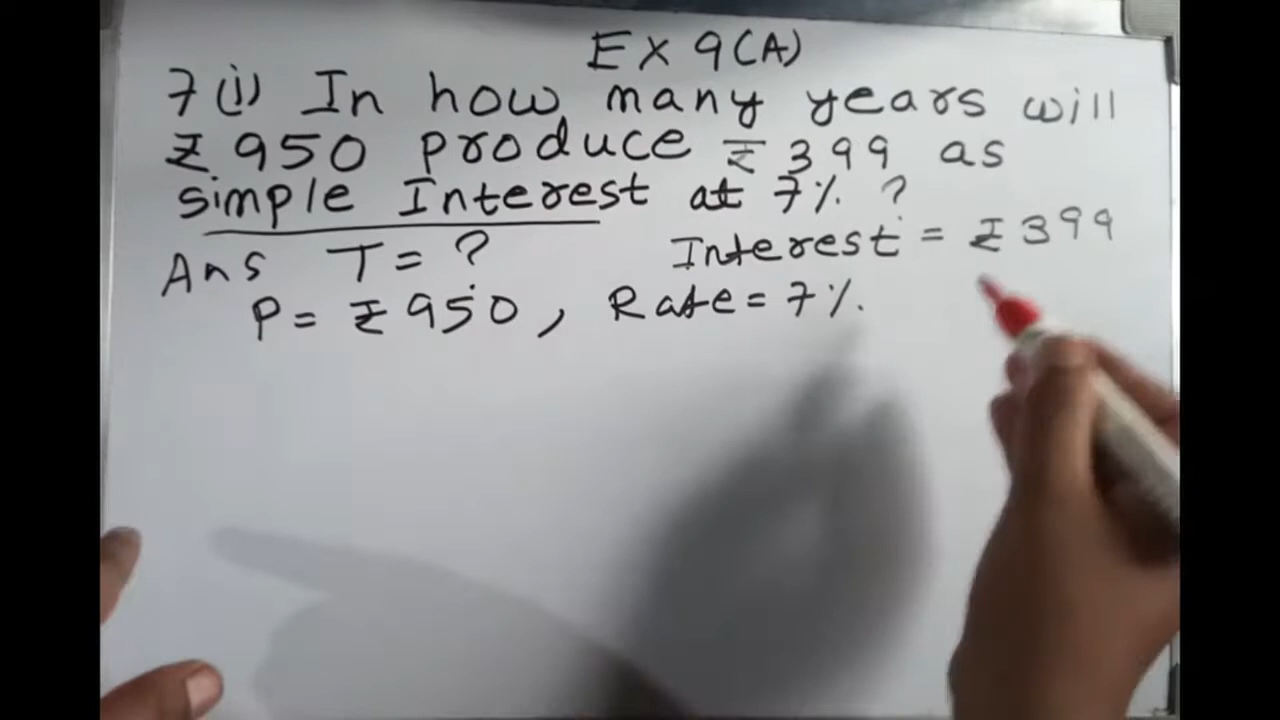 EX 9(A)
7(i) In how many years will
₹ 950 produce ₹ 399 as
simple Interest at 7% ?
Ans T = ? Interest = ₹ 399
P = ₹ 950, Rate = 7%.